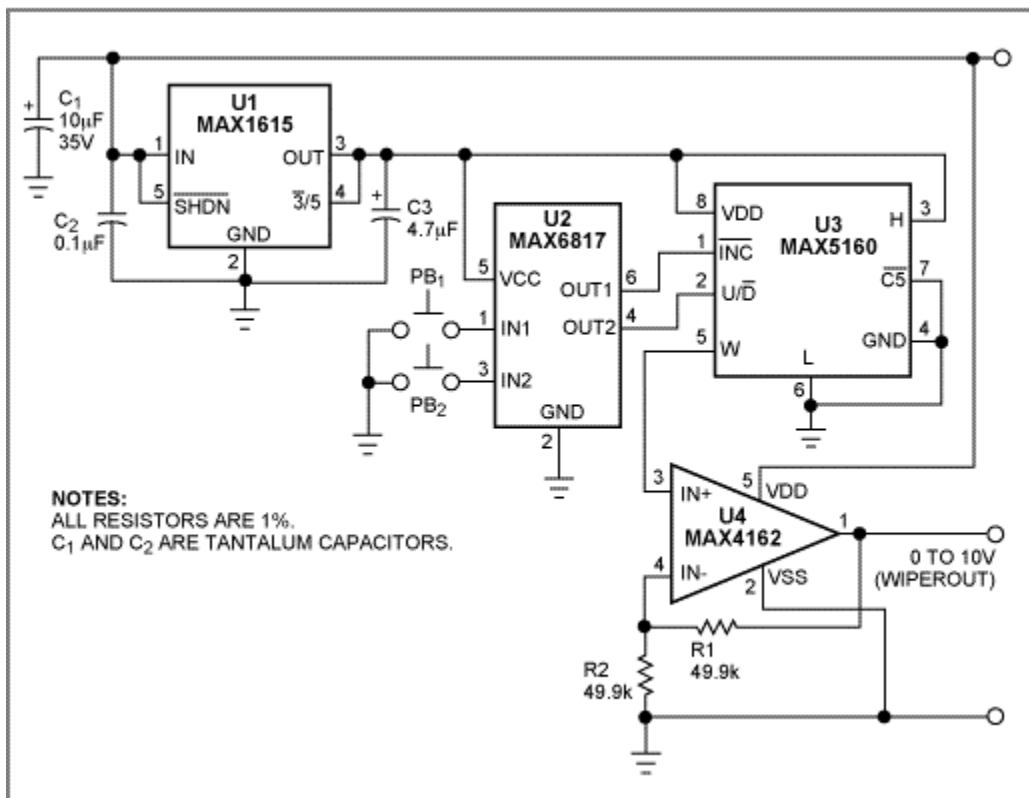 C1
10µF
35V
U1
MAX1615
1
IN
OUT
3
5
SHDN
3/5
4
GND
2
C2
0.1µF
+
+
C3
4.7µF
U2
MAX6817
5
VCC
OUT1
6
OUT2
4
1
IN1
3
IN2
GND
2
PB1
PB2
U3
MAX5160
8
VDD
H
3
1
INC
2
U/D
C5
7
GND
4
5
W
L
6
3
IN+
5
VDD
U4
MAX4162
1
4
IN-
VSS
2
0 TO 10V
(WIPEROUT)
R1
49.9k
R2
49.9k
NOTES:
ALL RESISTORS ARE 1%.
C1 AND C2 ARE TANTALUM CAPACITORS.